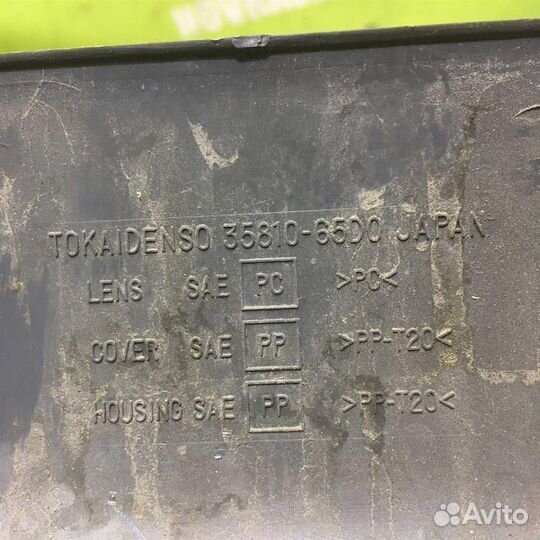 TOKAIDENSO 35810-65D0 JAPAN
LENS SAE PC >PC<
COVER SAE PP >PP-T20<
HOUSING SAE PP >PP-T20<
Avito